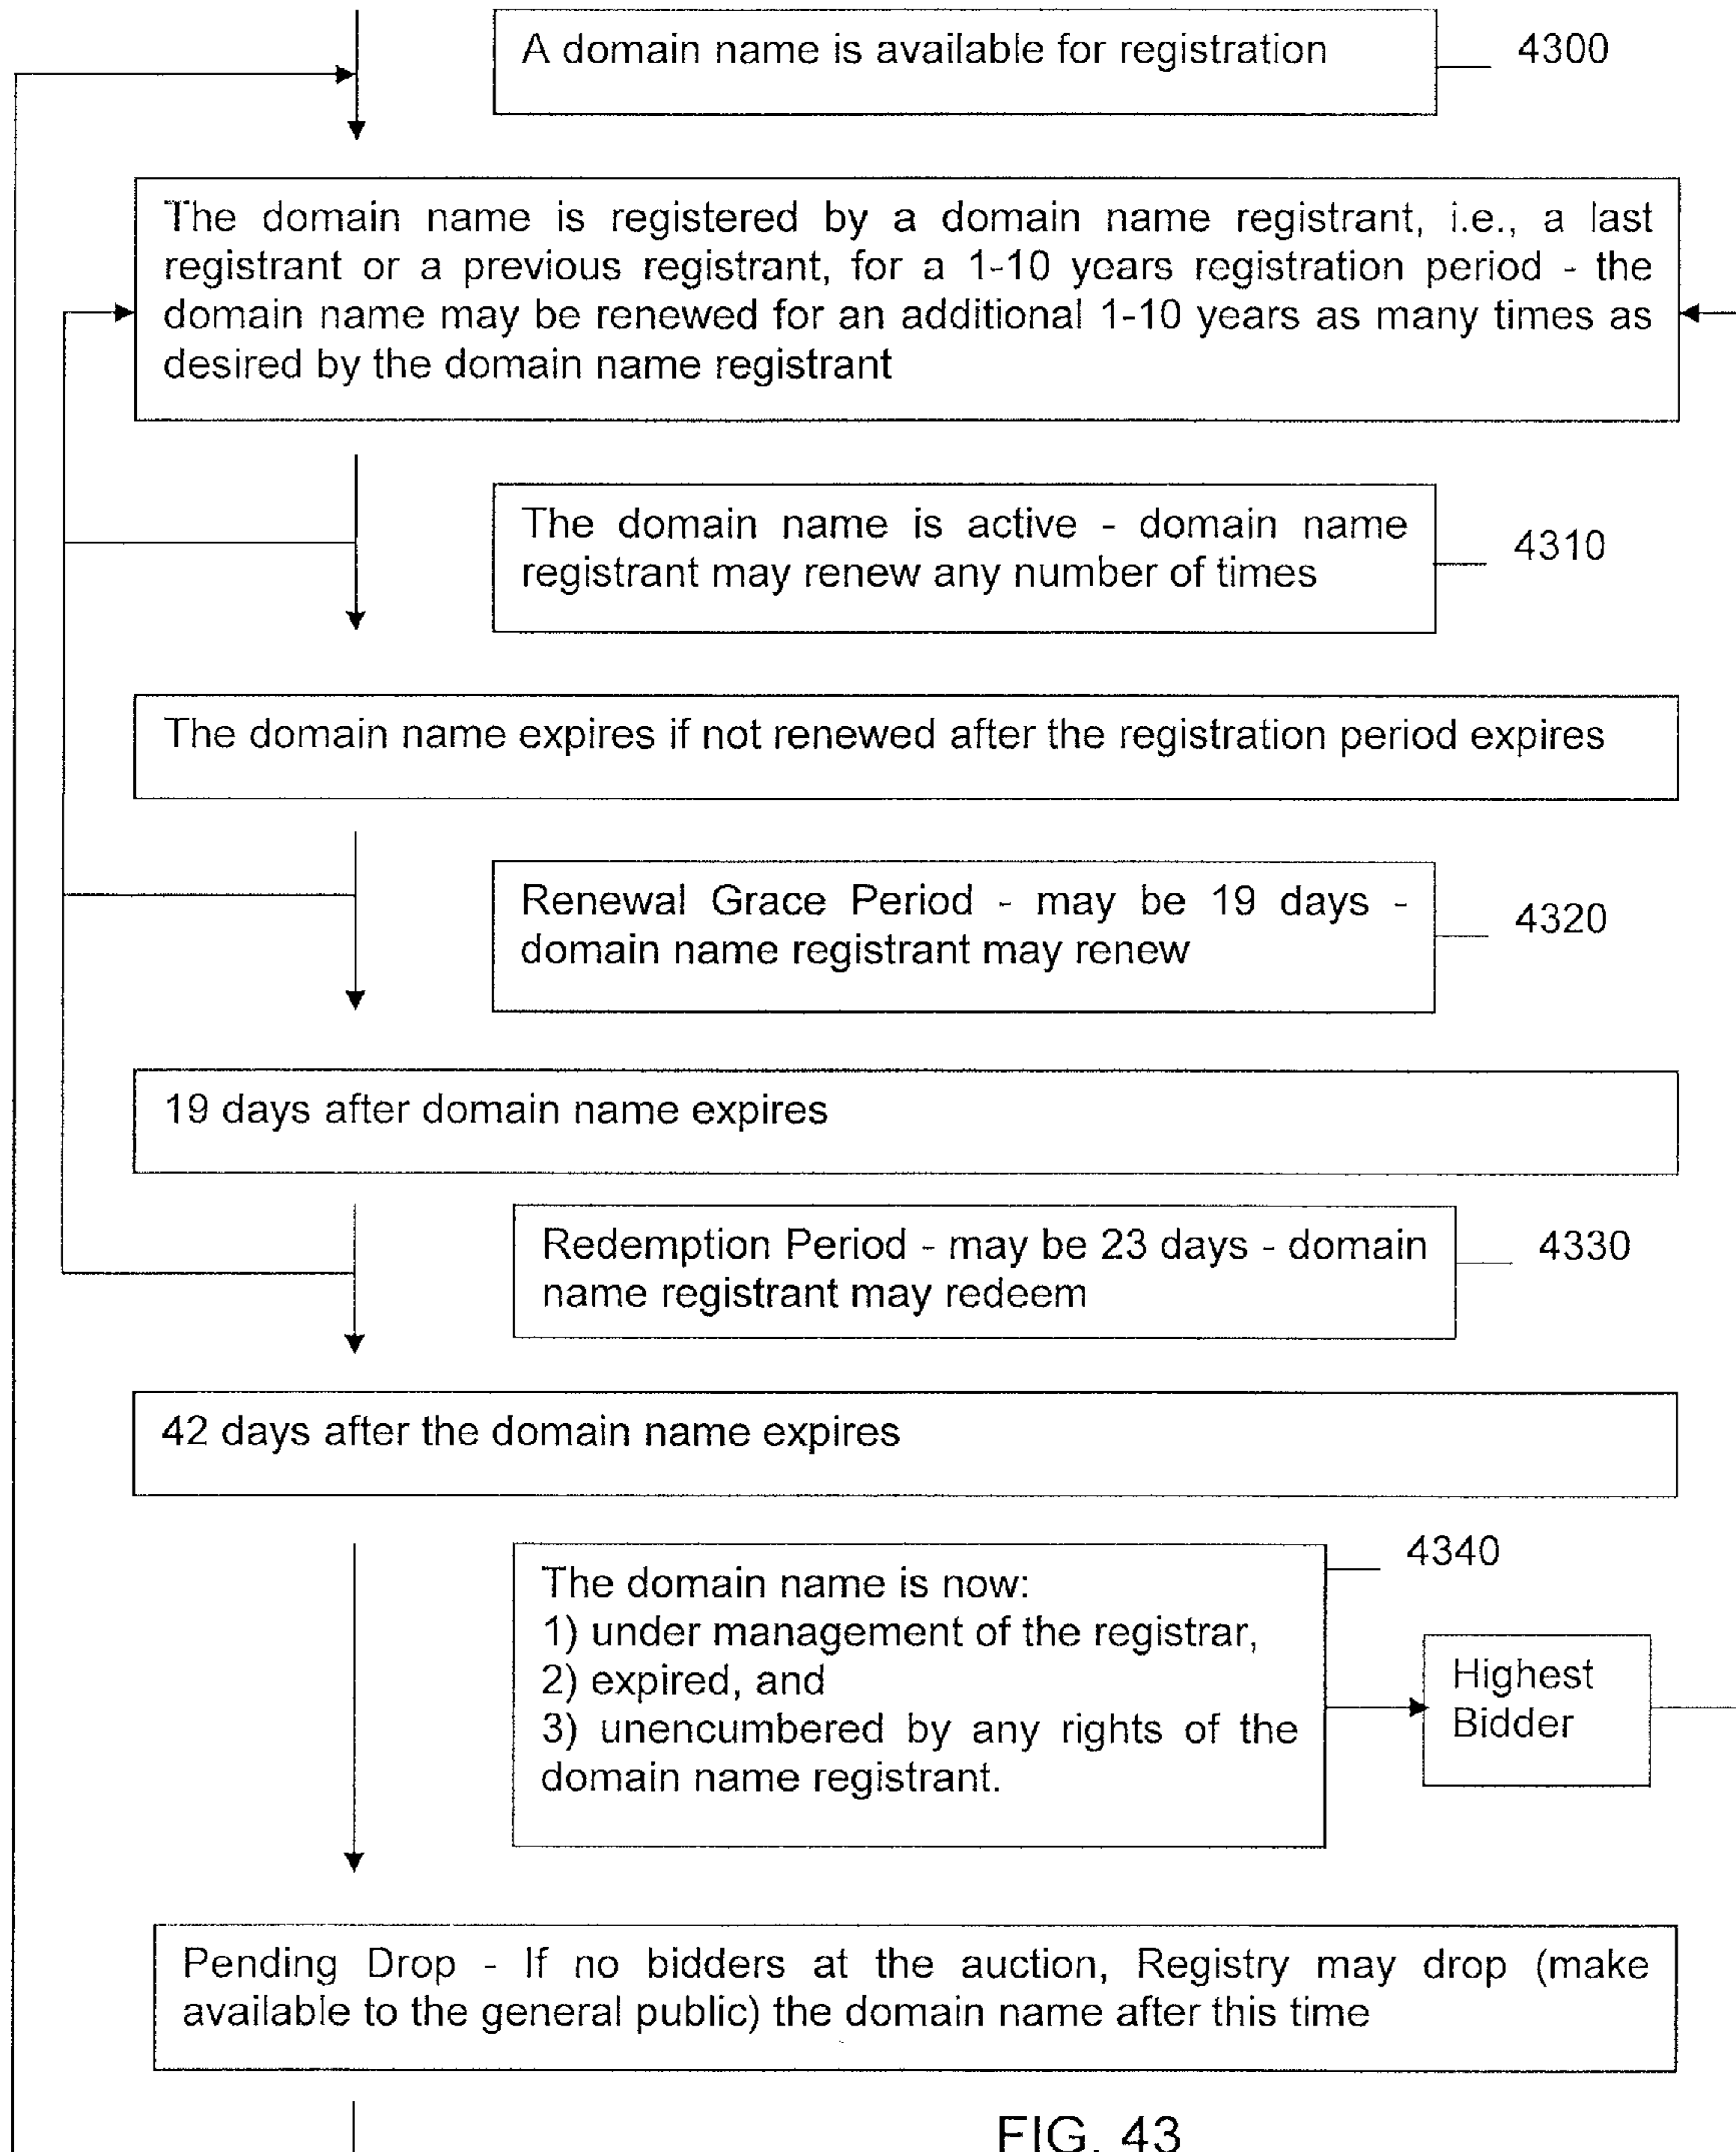 A domain name is available for registration
4300
The domain name is registered by a domain name registrant, i.e., a last
registrant or a previous registrant, for a 1-10 years registration period - the
domain name may be renewed for an additional 1-10 years as many times as
desired by the domain name registrant
The domain name is active - domain name
registrant may renew any number of times
4310
The domain name expires if not renewed after the registration period expires
Renewal Grace Period - may be 19 days -
domain name registrant may renew
4320
19 days after domain name expires
Redemption Period - may be 23 days - domain
name registrant may redeem
4330
42 days after the domain name expires
4340
The domain name is now:
1) under management of the registrar,
2) expired, and
3) unencumbered by any rights of the
domain name registrant.
Highest
Bidder
Pending Drop - If no bidders at the auction, Registry may drop (make
available to the general public) the domain name after this time
FIG. 43